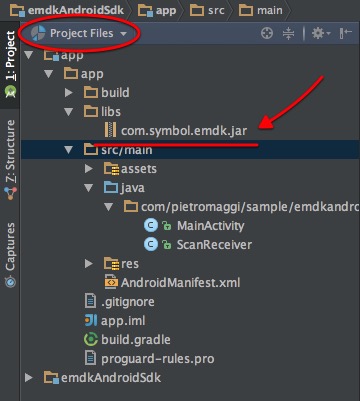 emdkAndroidSdk app src main
Project Files
1: Project
Z: Structure
Captures
app
app
build
libs
com.symbol.emdk.jar
src/main
assets
java
com/pietromaggi/sample/emdkandro
MainActivity
ScanReceiver
res
AndroidManifest.xml
.gitignore
app.iml
build.gradle
proguard-rules.pro
emdkAndroidSdk